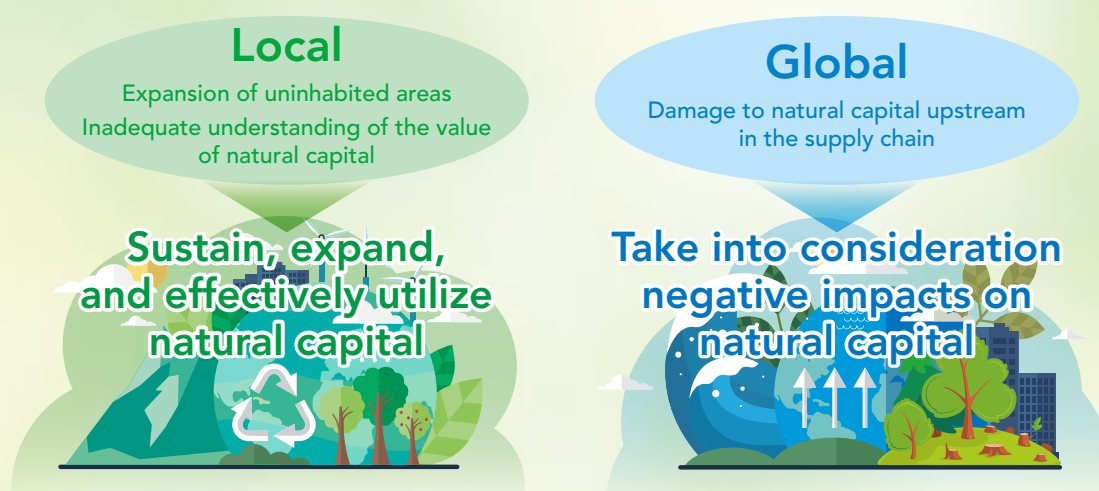 Local
Expansion of uninhabited areas
Inadequate understanding of the value
of natural capital
Sustain, expand,
and effectively utilize
natural capital
Global
Damage to natural capital upstream
in the supply chain
Take into consideration
negative impacts on
natural capital